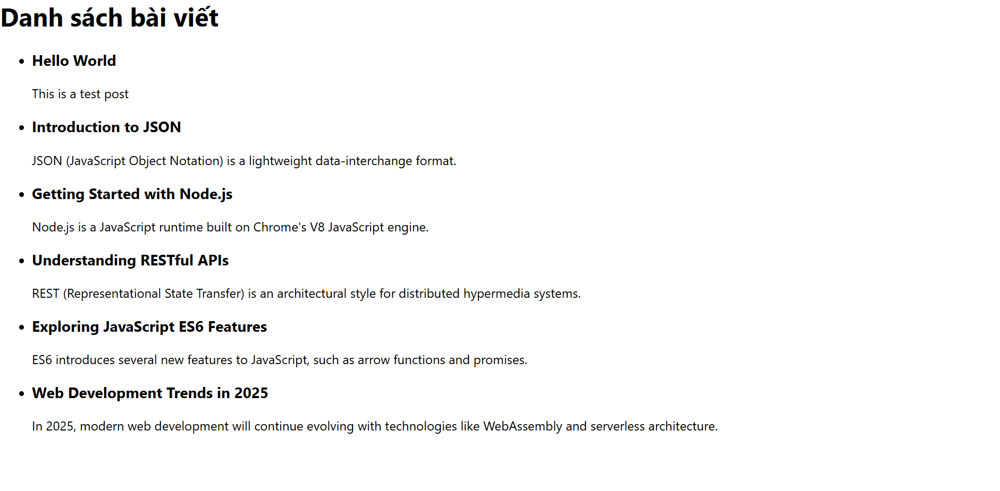 Danh sách bài viết
Hello World
This is a test post
Introduction to JSON
JSON (JavaScript Object Notation) is a lightweight data-interchange format.
Getting Started with Node.js
Node.js is a JavaScript runtime built on Chrome's V8 JavaScript engine.
Understanding RESTful APIs
REST (Representational State Transfer) is an architectural style for distributed hypermedia systems.
Exploring JavaScript ES6 Features
ES6 introduces several new features to JavaScript, such as arrow functions and promises.
Web Development Trends in 2025
In 2025, modern web development will continue evolving with technologies like WebAssembly and serverless architecture.